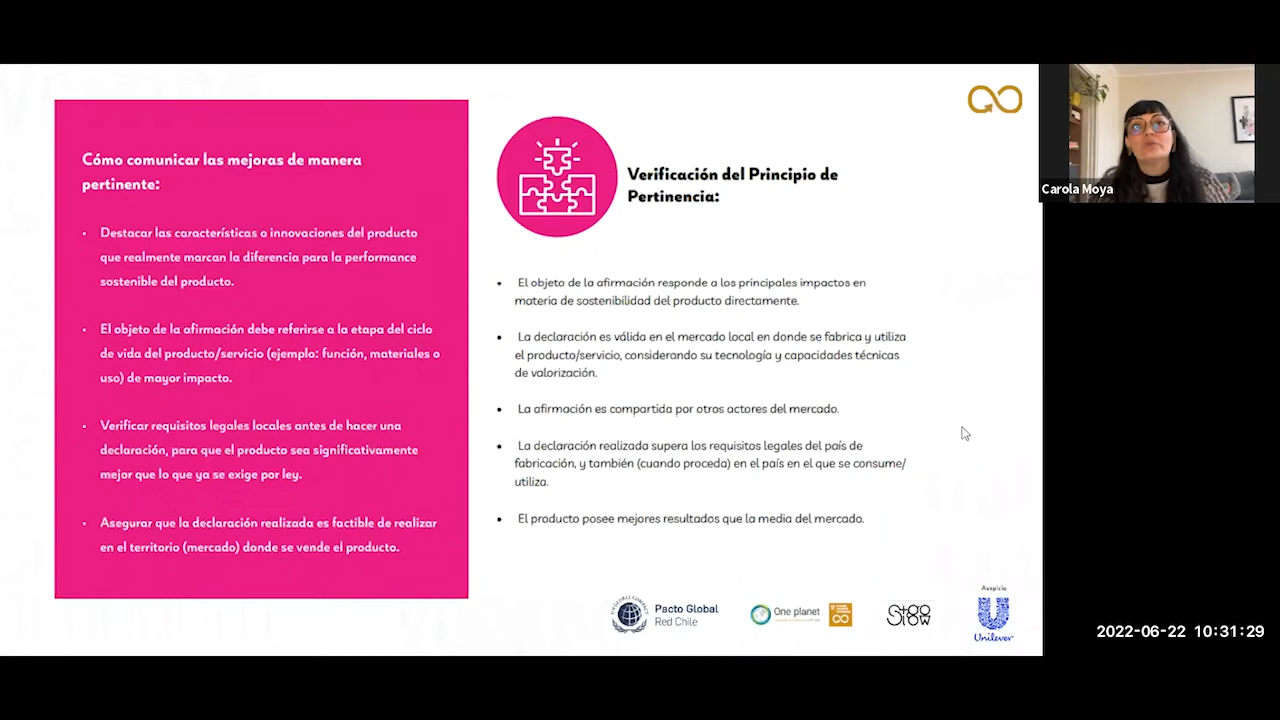 Cómo comunicar las mejoras de manera
pertinente:
• Destacar las características o innovaciones del producto
que realmente marcan la diferencia para la performance
sostenible del producto.
• El objeto de la afirmación debe referirse a la etapa del ciclo
de vida del producto/servicio (ejemplo: función, materiales o
uso) de mayor impacto.
• Verificar requisitos legales locales antes de hacer una
declaración, para que el producto sea significativamente
mejor que lo que ya se exige por ley.
• Asegurar que la declaración realizada es factible de realizar
en el territorio (mercado) donde se vende el producto.
Verificación del Principio de
Pertinencia:
• El objeto de la afirmación responde a los principales impactos en
materia de sostenibilidad del producto directamente.
• La declaración es válida en el mercado local en donde se fabrica y utiliza
el producto/servicio, considerando su tecnología y capacidades técnicas
de valorización.
• La afirmación es compartida por otros actores del mercado.
• La declaración realizada supera los requisitos legales del país de
fabricación, y también (cuando proceda) en el país en el que se consume/
utiliza.
• El producto posee mejores resultados que la media del mercado.
Carola Moya
Pacto Global
Red Chile
One planet
Auspicia
Unilever
2022-06-22 10:31:29